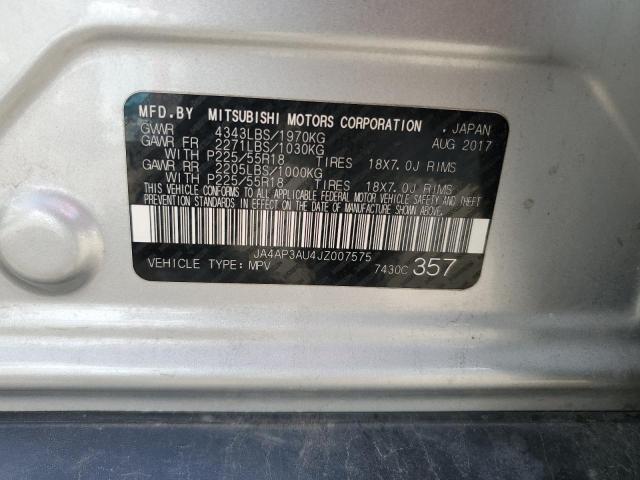 MFD.BY MITSUBISHI MOTORS CORPORATION . JAPAN
GVWR 4343LBS/1970KG AUG 2017
GAWR FR 2271LBS/1030KG
WITH P225/55R18 TIRES 18X7.0J RIMS
GAWR RR 2205LBS/1000KG
WITH P225/55R18 TIRES 18X7.0J RIMS
THIS VEHICLE CONFORMS TO ALL APPLICABLE FEDERAL MOTOR VEHICLE SAFETY AND THEFT
PREVENTION STANDARDS IN EFFECT ON THE DATE OF MANUFACTURE SHOWN ABOVE.
JA4AP3AU4JZ007575
VEHICLE TYPE: MPV 7430C 357